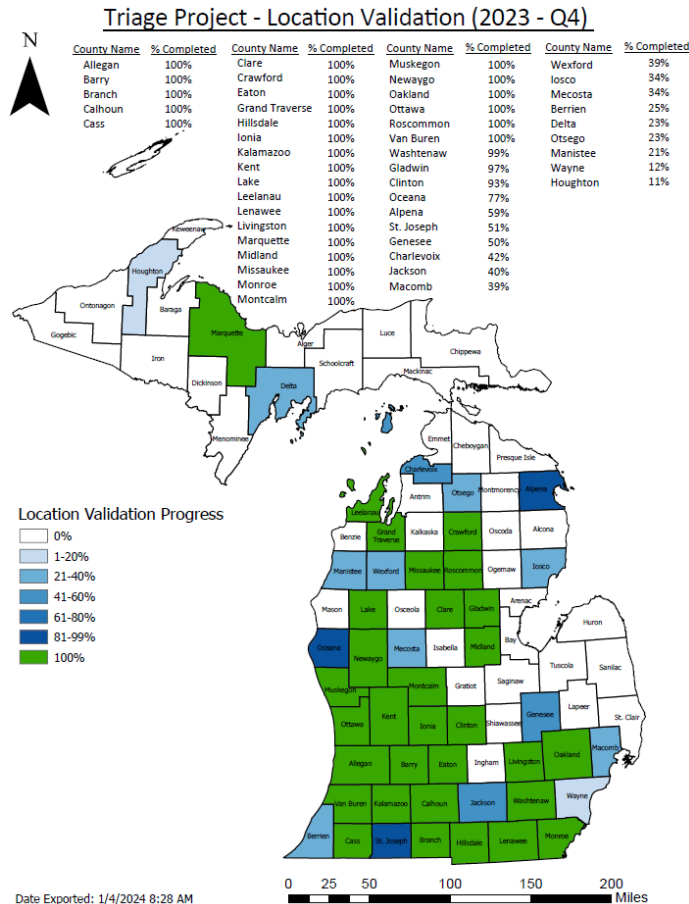 Triage Project - Location Validation (2023 - Q4)
N
County Name % Completed
Allegan 100%
Barry 100%
Branch 100%
Calhoun 100%
Cass 100%
County Name % Completed
Clare 100%
Crawford 100%
Eaton 100%
Grand Traverse 100%
Hillsdale 100%
Ionia 100%
Kalamazoo 100%
Kent 100%
Lake 100%
Leelanau 100%
Lenawee 100%
Livingston 100%
Marquette 100%
Midland 100%
Missaukee 100%
Monroe 100%
Montcalm 100%
County Name % Completed
Muskegon 100%
Newaygo 100%
Oakland 100%
Ottawa 100%
Roscommon 100%
Van Buren 100%
Washtenaw 99%
Gladwin 97%
Clinton 93%
Oceana 77%
Alpena 59%
St. Joseph 51%
Genesee 50%
Charlevoix 42%
Jackson 40%
Macomb 39%
County Name % Completed
Wexford 39%
Iosco 34%
Mecosta 34%
Berrien 25%
Delta 23%
Otsego 23%
Manistee 21%
Wayne 12%
Houghton 11%
Keweenaw
Houghton
Ontonagon
Baraga
Gogebic
Marquette
Iron
Dickinson
Menominee
Delta
Alger
Schoolcraft
Luce
Chippewa
Mackinac
Emmet
Cheboygan
Presque Isle
Charlevoix
Antrim
Otsego
Montmorency
Alpena
Leelanau
Benzie
Grand
Traverse
Kalkaska
Crawford
Oscoda
Alcona
Manistee
Wexford
Missaukee
Roscommon
Ogemaw
Iosco
Mason
Lake
Osceola
Clare
Gladwin
Arenac
Oceana
Newaygo
Mecosta
Isabella
Midland
Bay
Huron
Tuscola
Sanilac
Muskegon
Montcalm
Gratiot
Saginaw
Ottawa
Kent
Ionia
Clinton
Shiawassee
Genesee
Lapeer
St. Clair
Allegan
Barry
Eaton
Ingham
Livingston
Oakland
Macomb
Van Buren
Kalamazoo
Calhoun
Jackson
Washtenaw
Wayne
Berrien
Cass
St. Joseph
Branch
Hillsdale
Lenawee
Monroe
Location Validation Progress
0%
1-20%
21-40%
41-60%
61-80%
81-99%
100%
Date Exported: 1/4/2024 8:28 AM
0 25 50 100 150 200
Miles